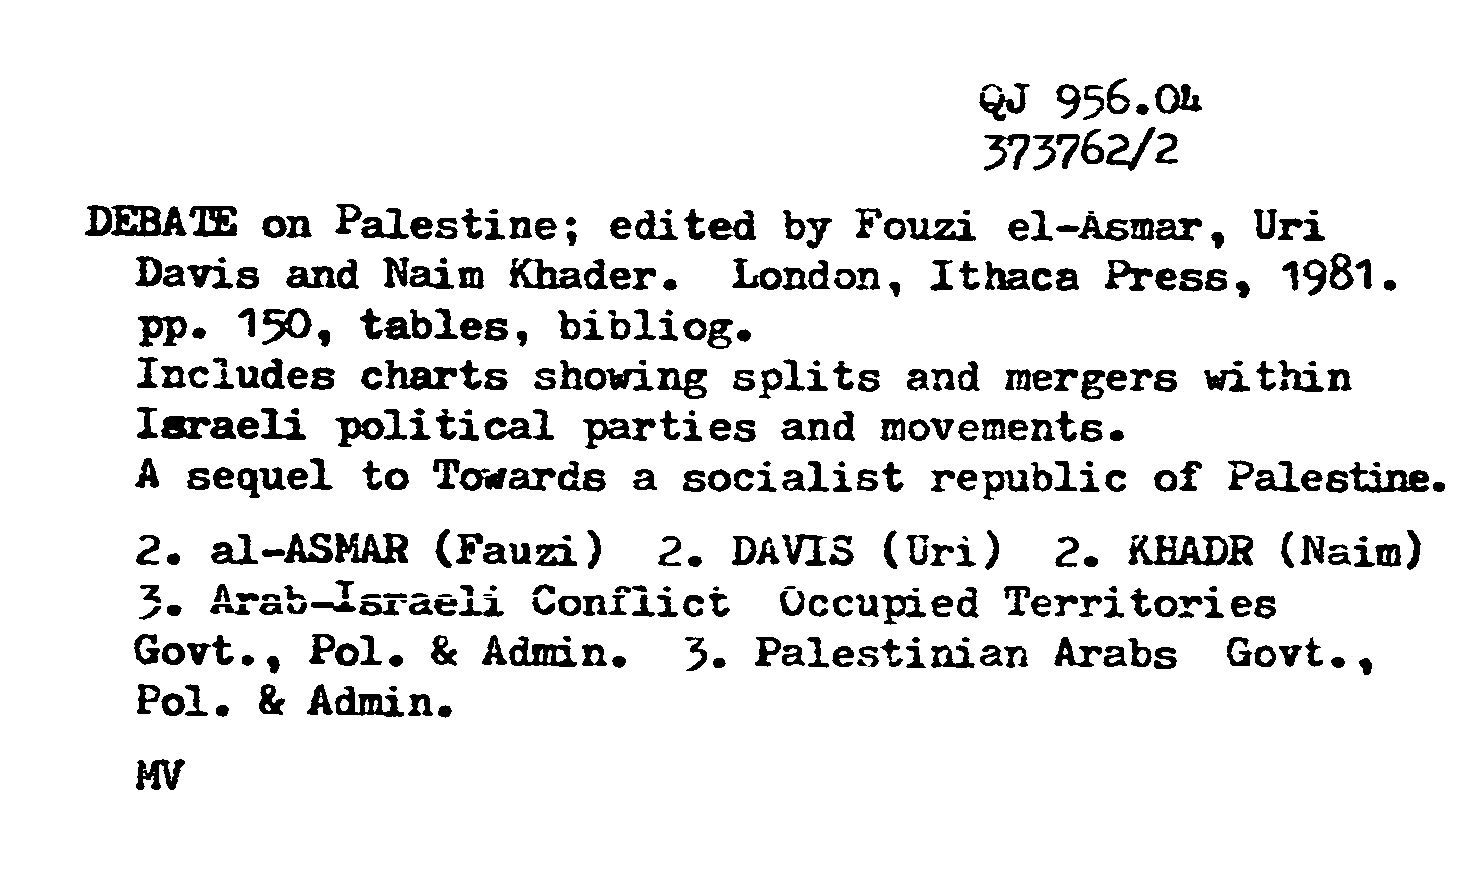 QJ 956.04
373762/2
DEBATE on Palestine; edited by Fouzi el-Asmar, Uri
Davis and Naim Khader. London, Ithaca Press, 1981.
pp. 150, tables, bibliog.
Includes charts showing splits and mergers within
Israeli political parties and movements.
A sequel to Towards a socialist republic of Palestine.
2. al-ASMAR (Fauzi) 2. DAVIS (Uri) 2. KHADR (Naim)
3. Arab-Israeli Conflict Occupied Territories
Govt., Pol. & Admin. 3. Palestinian Arabs Govt.,
Pol. & Admin.
MV